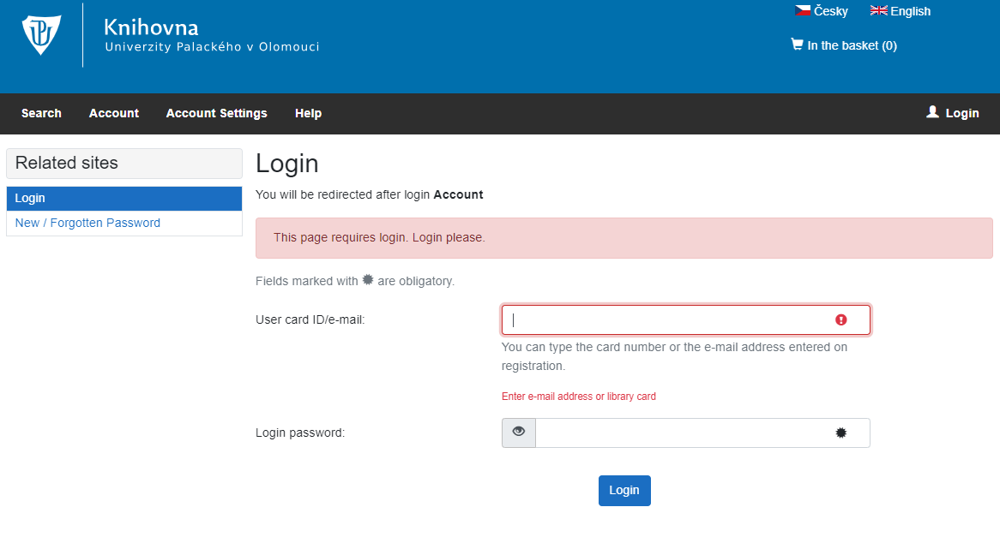 Knihovna
Univerzity Palackého v Olomouci
Česky English
In the basket (0)
Search Account Account Settings Help Login
Related sites
Login
New / Forgotten Password
Login
You will be redirected after login Account
This page requires login. Login please.
Fields marked with ✹ are obligatory.
User card ID/e-mail:
You can type the card number or the e-mail address entered on
registration.
Enter e-mail address or library card
Login password:
Login